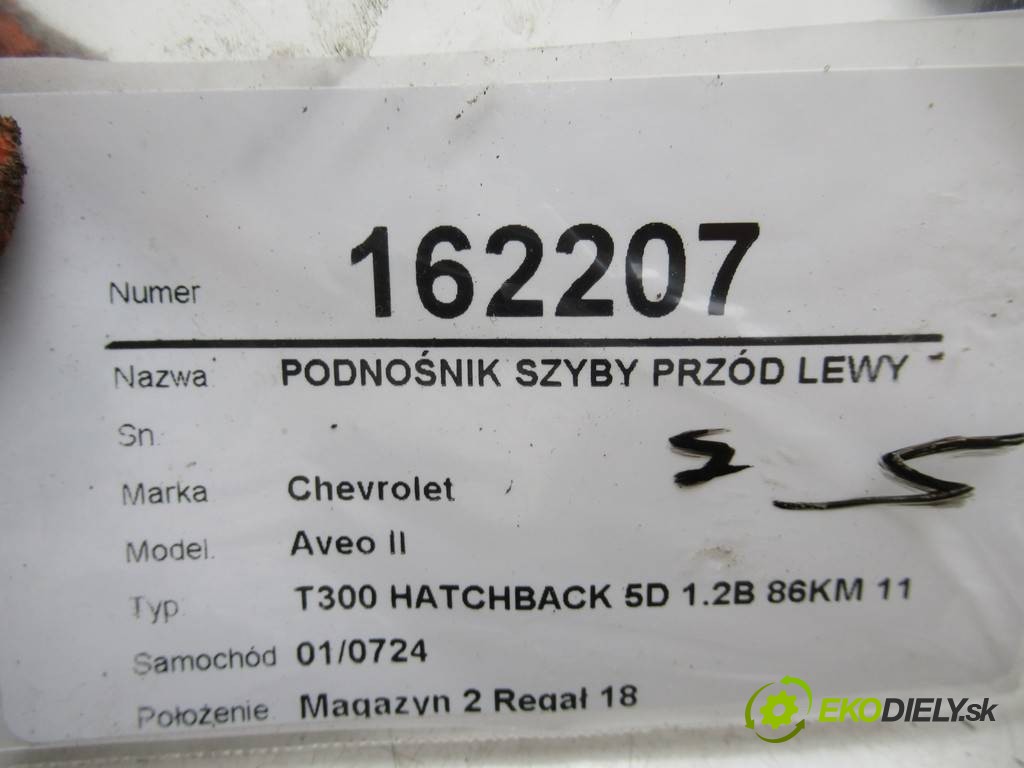 Numer 162207
Nazwa PODNOŚNIK SZYBY PRZÓD LEWY
Sn.
Marka Chevrolet
Model. Aveo II
Typ T300 HATCHBACK 5D 1.2B 86KM 11
Samochód 01/0724
Położenie Magazyn 2 Regał 18
EKODIELY.sk